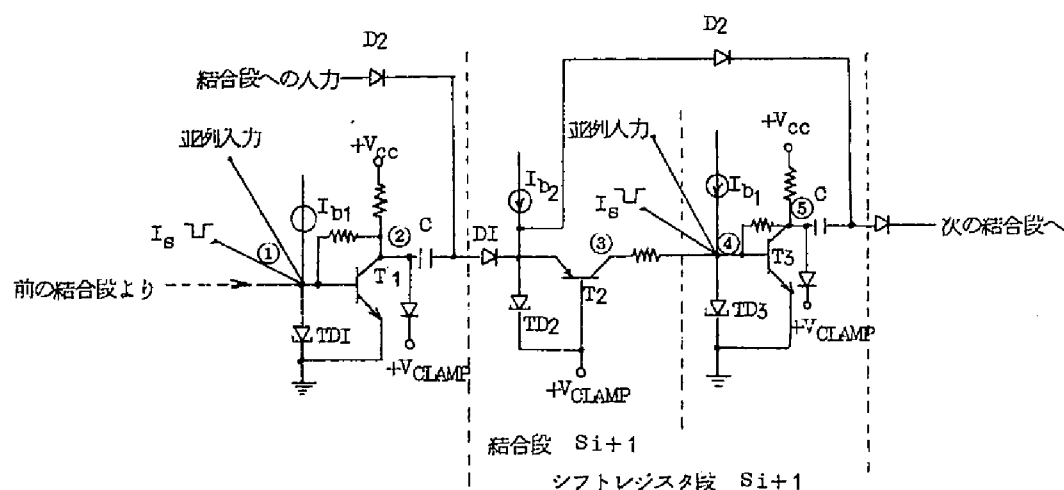 D2
D2
結合段への入力
並列入力
並列入力
+Vcc
+Vcc
Ib1
Ib2
Ib1
Is
Is
①
②
C
D1
③
④
⑤
C
次の結合段へ
T1
T2
T3
前の結合段より
TD1
TD2
TD3
+VCLAMP
+VCLAMP
+VCLAMP
結合段 Si+1
シフトレジスタ段 Si+1